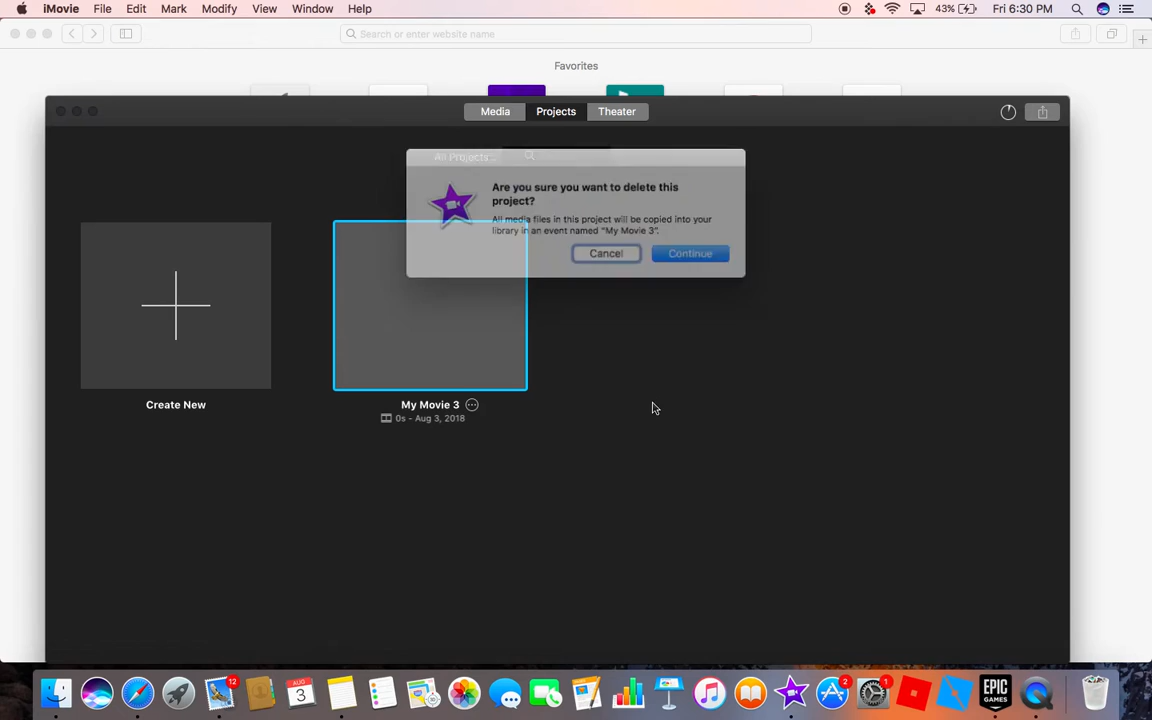 iMovie File Edit Mark Modify View Window Help 43% Fri 6:30 PM
Search or enter website name
Favorites
Media Projects Theater
All Projects...
Are you sure you want to delete this
project?
All media files in this project will be copied into your
library in an event named "My Movie 3".
Cancel Continue
Create New
My Movie 3
0s - Aug 3, 2018
12
AUG
3
2
1
EPIC
GAMES